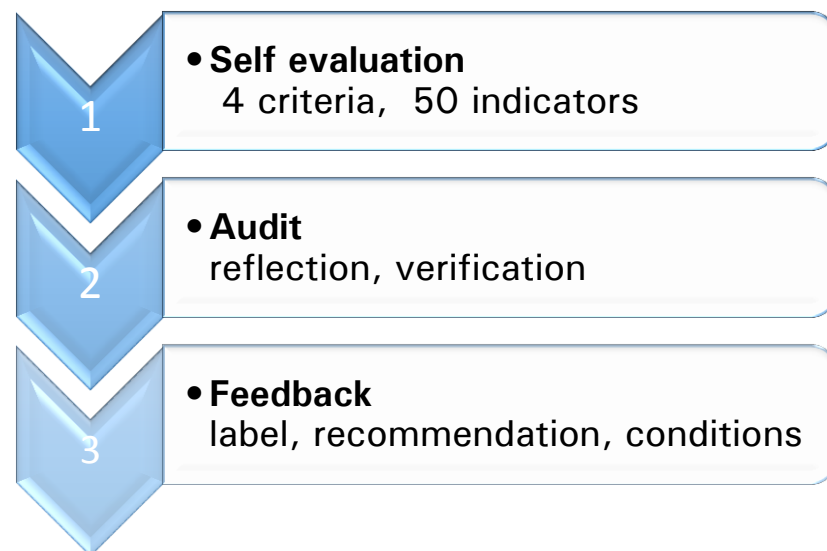 1
• Self evaluation
4 criteria, 50 indicators
2
• Audit
reflection, verification
3
• Feedback
label, recommendation, conditions